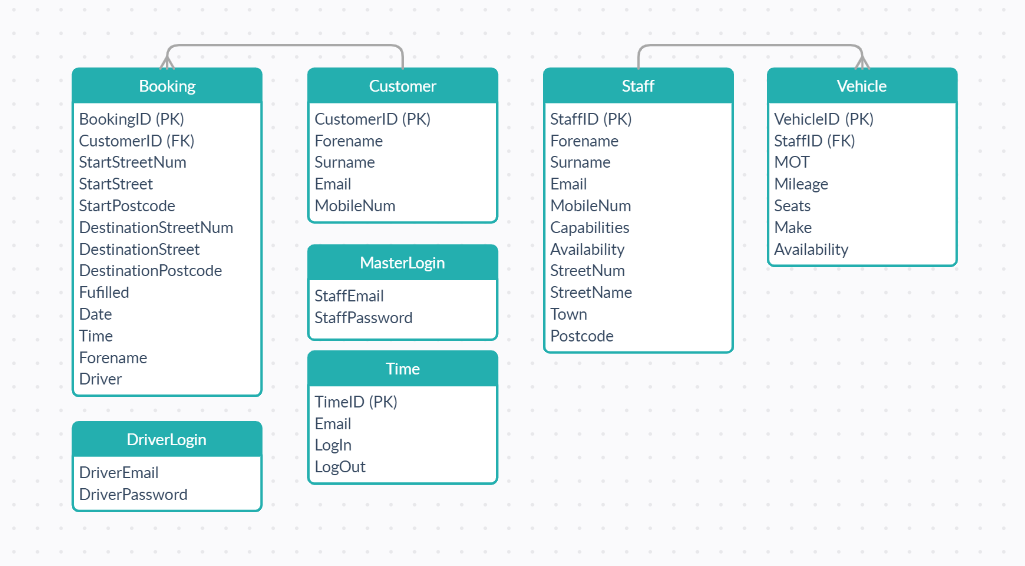 Booking
BookingID (PK)
CustomerID (FK)
StartStreetNum
StartStreet
StartPostcode
DestinationStreetNum
DestinationStreet
DestinationPostcode
Fufilled
Date
Time
Forename
Driver
DriverLogin
DriverEmail
DriverPassword
Customer
CustomerID (PK)
Forename
Surname
Email
MobileNum
MasterLogin
StaffEmail
StaffPassword
Time
TimeID (PK)
Email
LogIn
LogOut
Staff
StaffID (PK)
Forename
Surname
Email
MobileNum
Capabilities
Availability
StreetNum
StreetName
Town
Postcode
Vehicle
VehicleID (PK)
StaffID (FK)
MOT
Mileage
Seats
Make
Availability